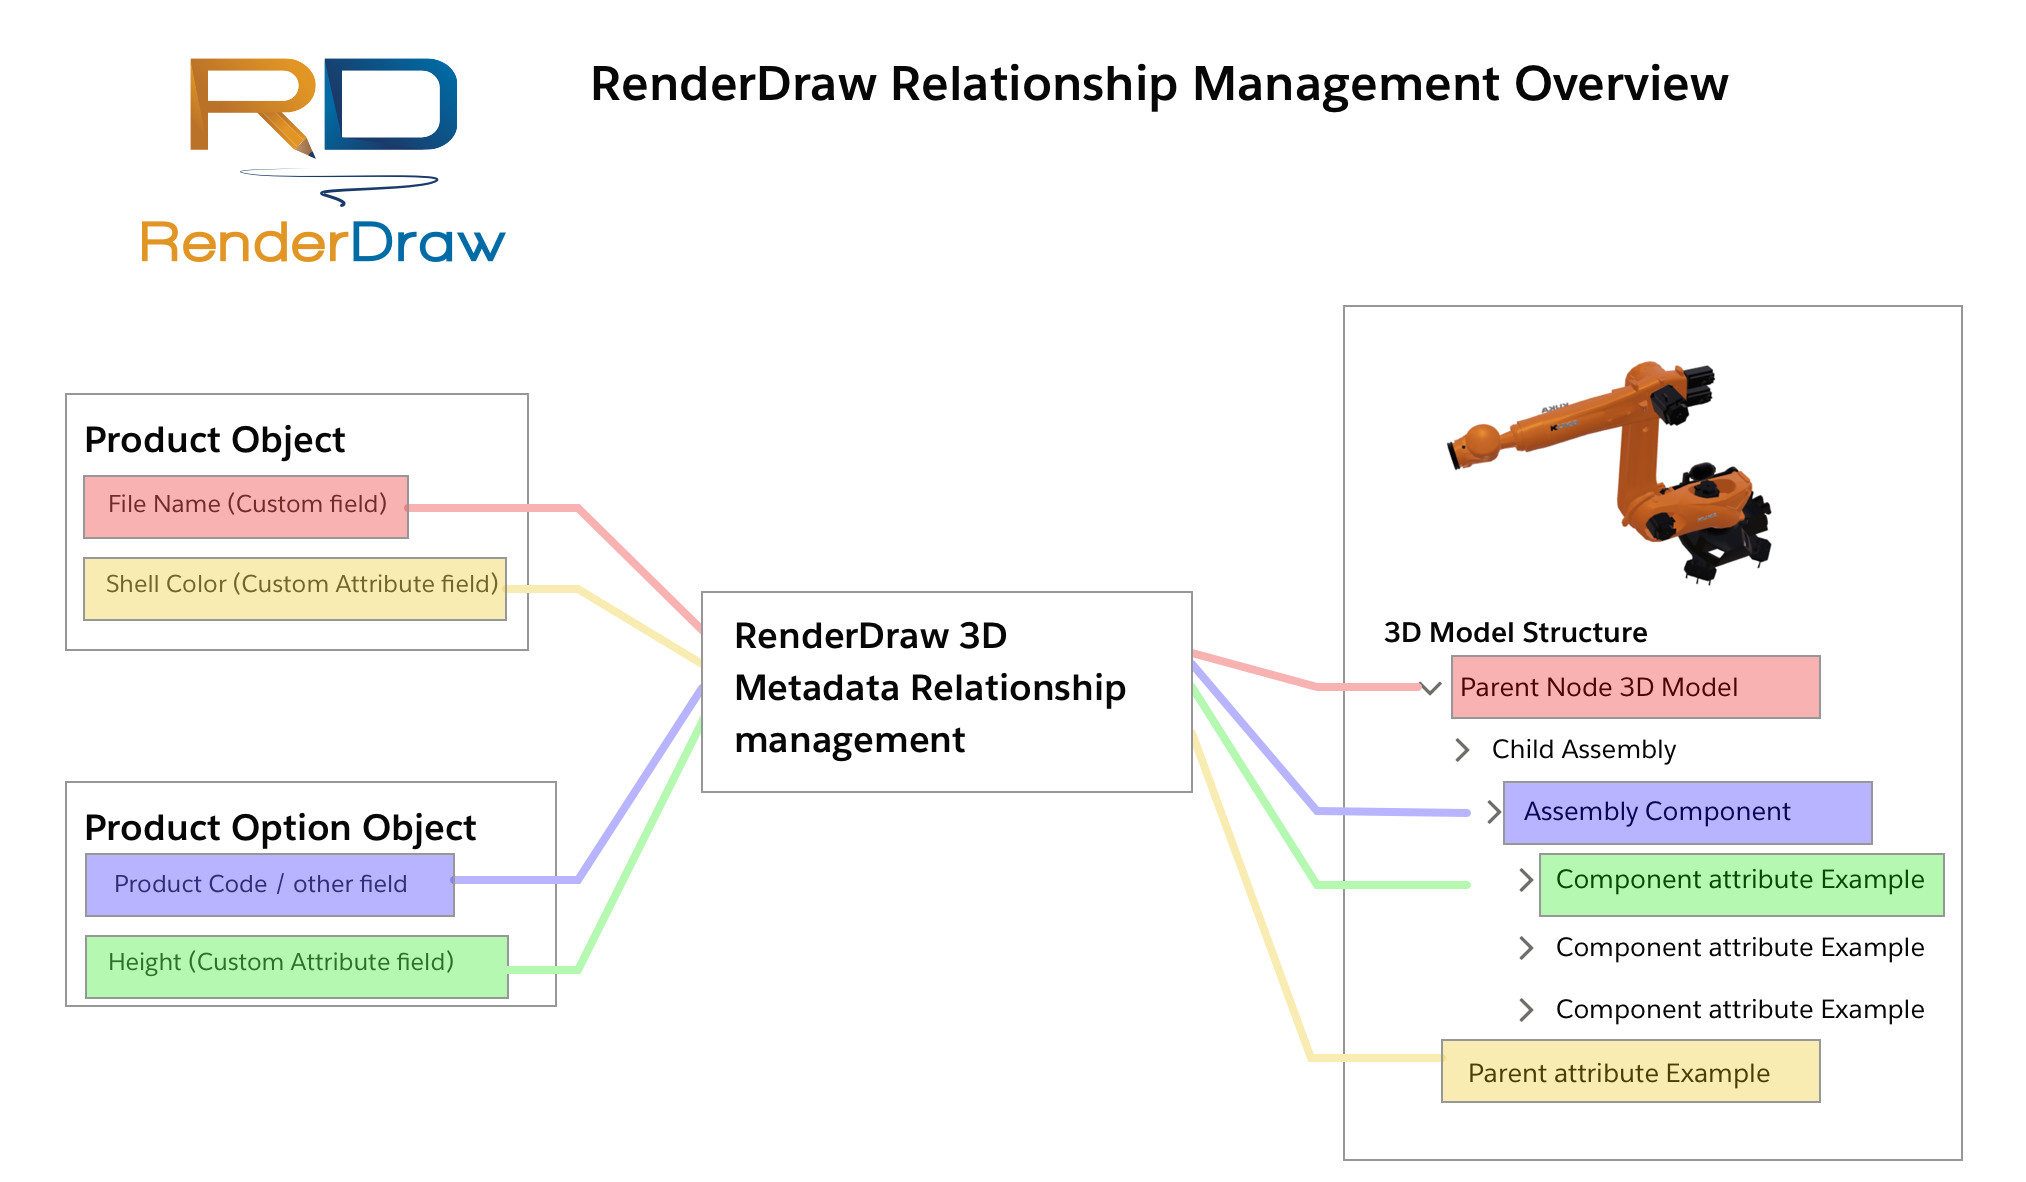 RD
RenderDraw
RenderDraw Relationship Management Overview
Product Object
File Name (Custom field)
Shell Color (Custom Attribute field)
Product Option Object
Product Code / other field
Height (Custom Attribute field)
RenderDraw 3D
Metadata Relationship
management
3D Model Structure
Parent Node 3D Model
Child Assembly
Assembly Component
Component attribute Example
Component attribute Example
Component attribute Example
Parent attribute Example